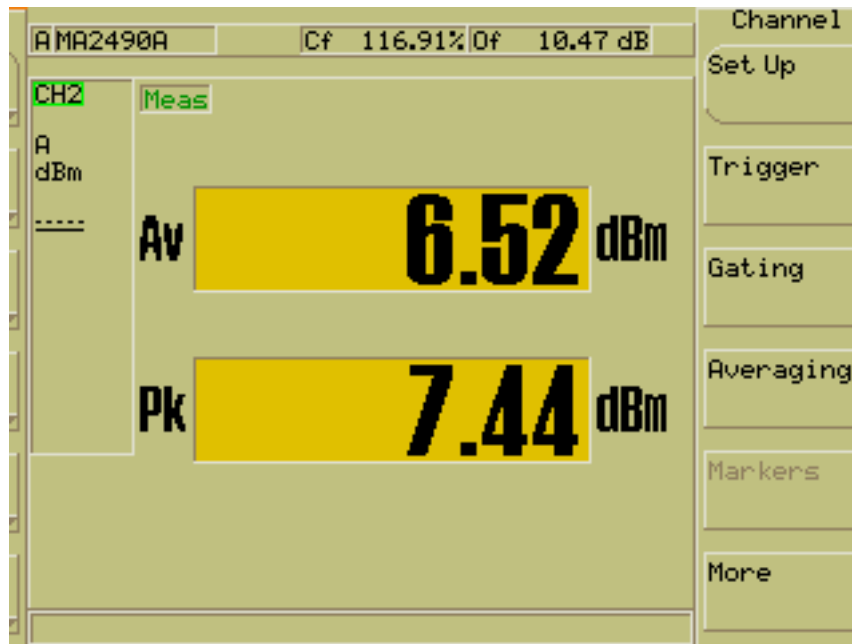 A MA2490A Cf 116.91% Of 10.47 dB
CH2
A
dBm
-----
Meas
Av 6.52 dBm
Pk 7.44 dBm
Channel
Set Up
Trigger
Gating
Averaging
Markers
More